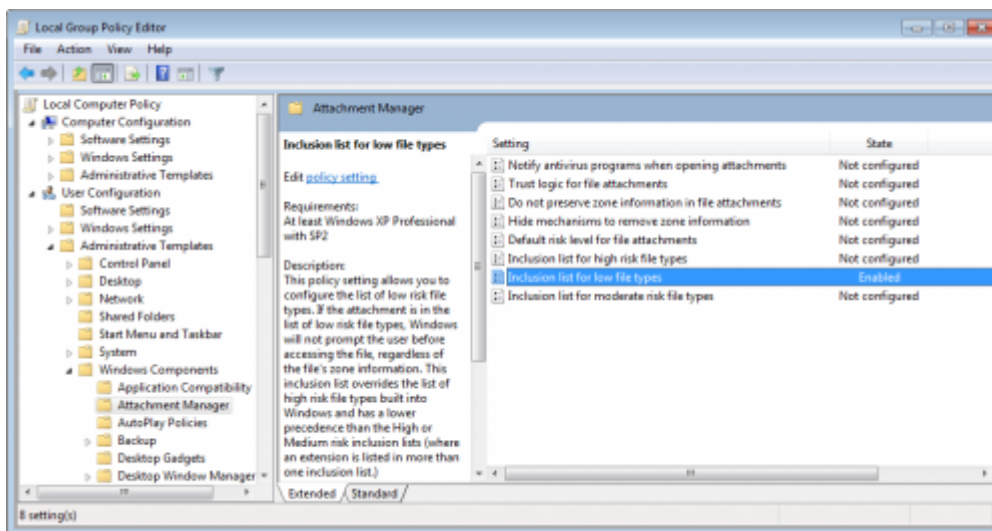 Local Group Policy Editor
File Action View Help
Local Computer Policy
Computer Configuration
Software Settings
Windows Settings
Administrative Templates
User Configuration
Software Settings
Windows Settings
Administrative Templates
Control Panel
Desktop
Network
Shared Folders
Start Menu and Taskbar
System
Windows Components
Application Compatibility
Attachment Manager
AutoPlay Policies
Backup
Desktop Gadgets
Desktop Window Manager
Attachment Manager
Inclusion list for low file types
Edit policy setting
Requirements:
At least Windows XP Professional
with SP2
Description:
This policy setting allows you to
configure the list of low risk file
types. If the attachment is in the
list of low risk file types, Windows
will not prompt the user before
accessing the file, regardless of
the file's zone information. This
inclusion list overrides the list of
high risk file types built into
Windows and has a lower
precedence than the High or
Medium risk inclusion lists (where
an extension is listed in more than
one inclusion list.)
Setting State
Notify antivirus programs when opening attachments Not configured
Trust logic for file attachments Not configured
Do not preserve zone information in file attachments Not configured
Hide mechanisms to remove zone information Not configured
Default risk level for file attachments Not configured
Inclusion list for high risk file types Not configured
Inclusion list for low file types Enabled
Inclusion list for moderate risk file types Not configured
Extended Standard
8 setting(s)